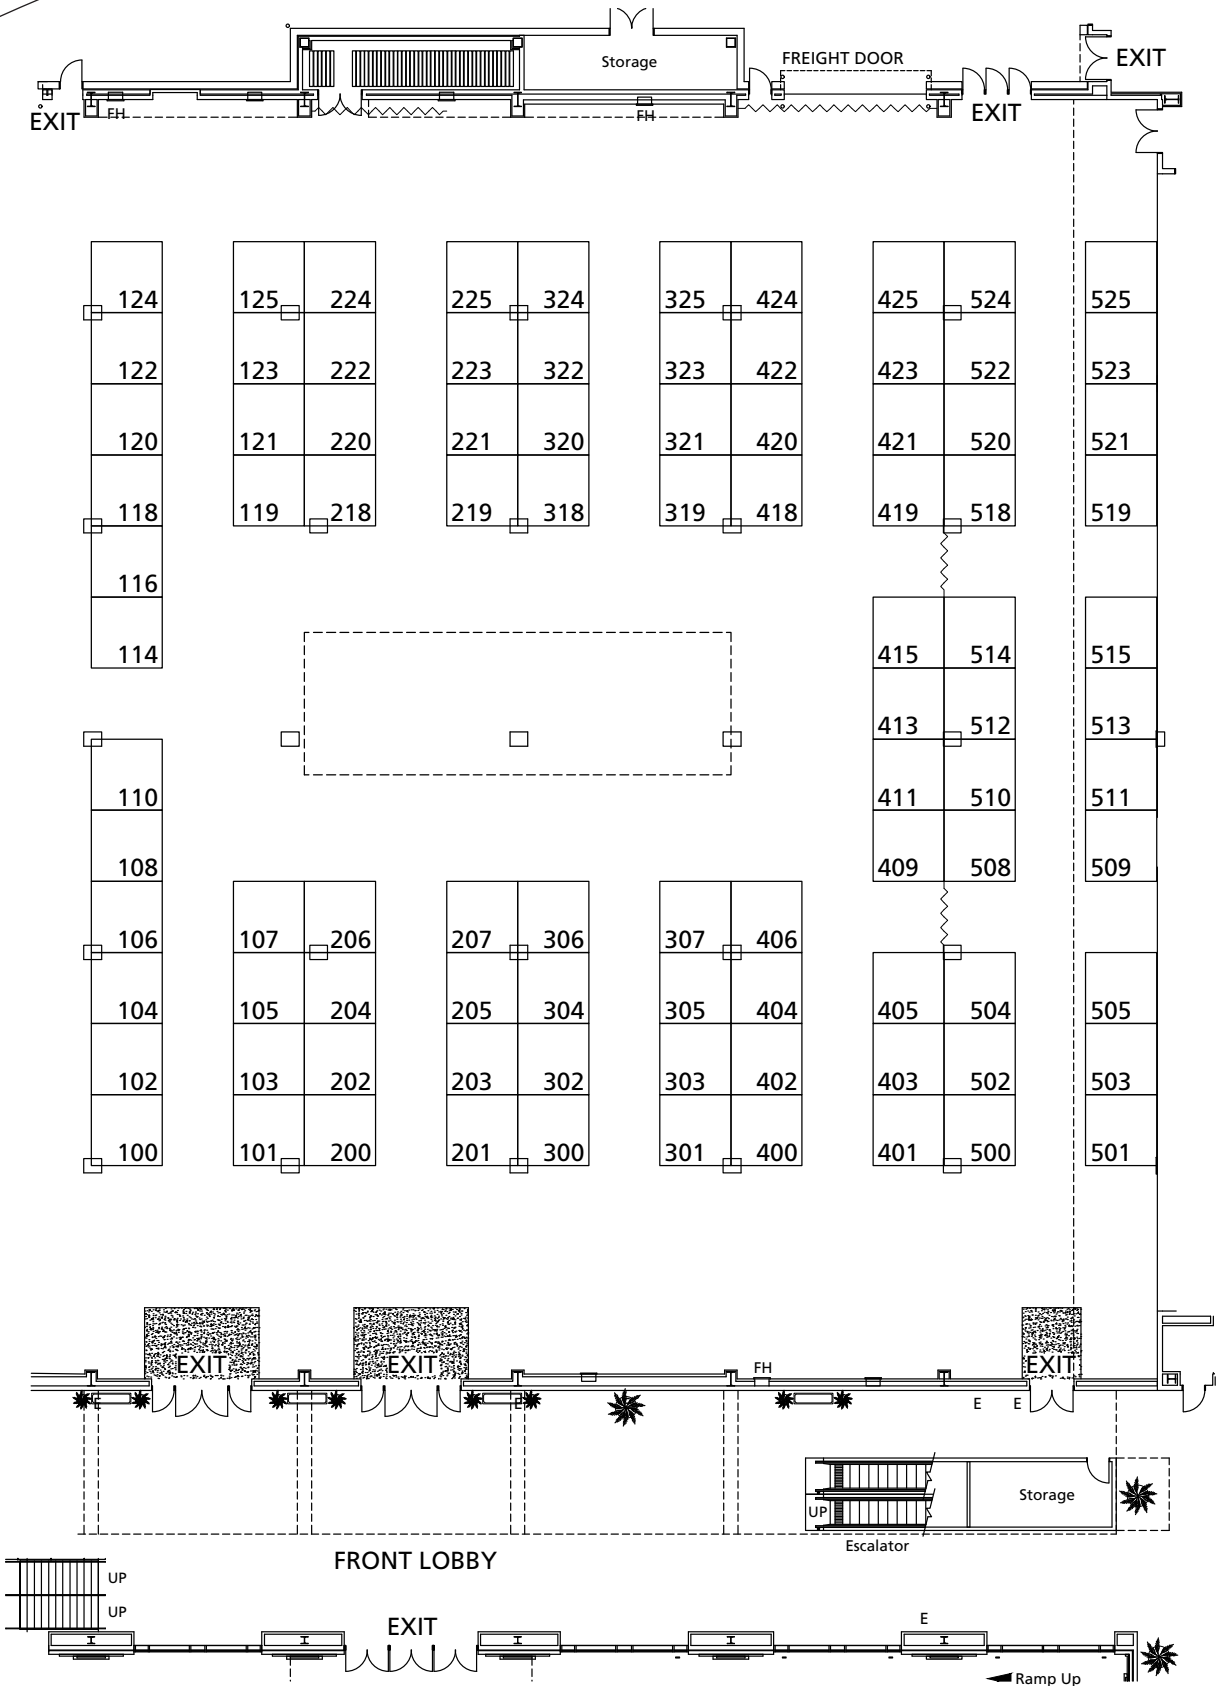 Storage
FREIGHT DOOR
EXIT
EXIT
FH
FH
EXIT
124 125 224 225 324 325 424 425 524 525
122 123 222 223 322 323 422 423 522 523
120 121 220 221 320 321 420 421 520 521
118 119 218 219 318 319 418 419 518 519
116
114 415 514 515
413 512 513
110 411 510 511
108 409 508 509
106 107 206 207 306 307 406
104 105 204 205 304 305 404 405 504 505
102 103 202 203 302 303 402 403 502 503
100 101 200 201 300 301 400 401 500 501
EXIT EXIT FH EXIT
E E E E
Storage
UP
Escalator
FRONT LOBBY
UP
UP
EXIT E
Ramp Up